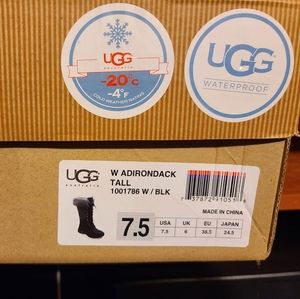 UGG
australia
-20°C
-4°F
COLD WEATHER RATING
UGG
WATERPROOF
UGG
australia
W ADIRONDACK
TALL
1001786 W / BLK
MADE IN CHINA
7.5
USA UK EU JAPAN
7.5 6 38.5 24.5